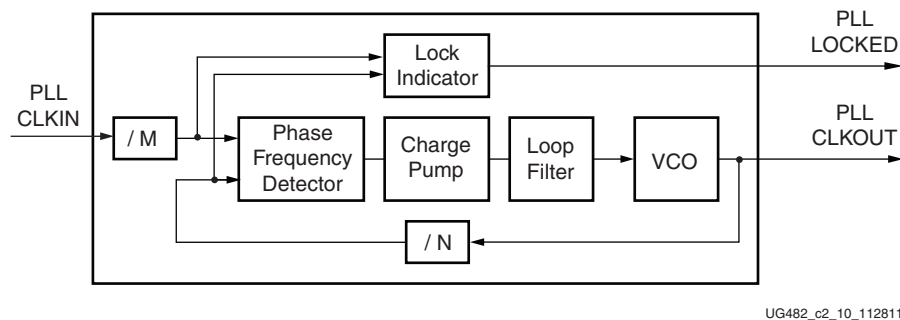 PLL
LOCKED
Lock
Indicator
PLL
CLKIN
/ M
Phase
Frequency
Detector
Charge
Pump
Loop
Filter
VCO
PLL
CLKOUT
/ N
UG482_c2_10_112811